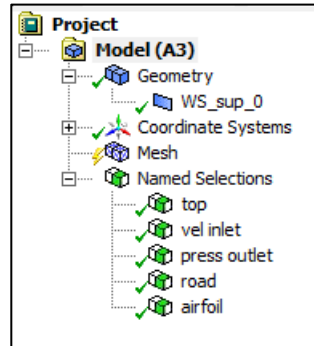 Project
Model (A3)
Geometry
WS_sup_0
Coordinate Systems
Mesh
Named Selections
top
vel inlet
press outlet
road
airfoil